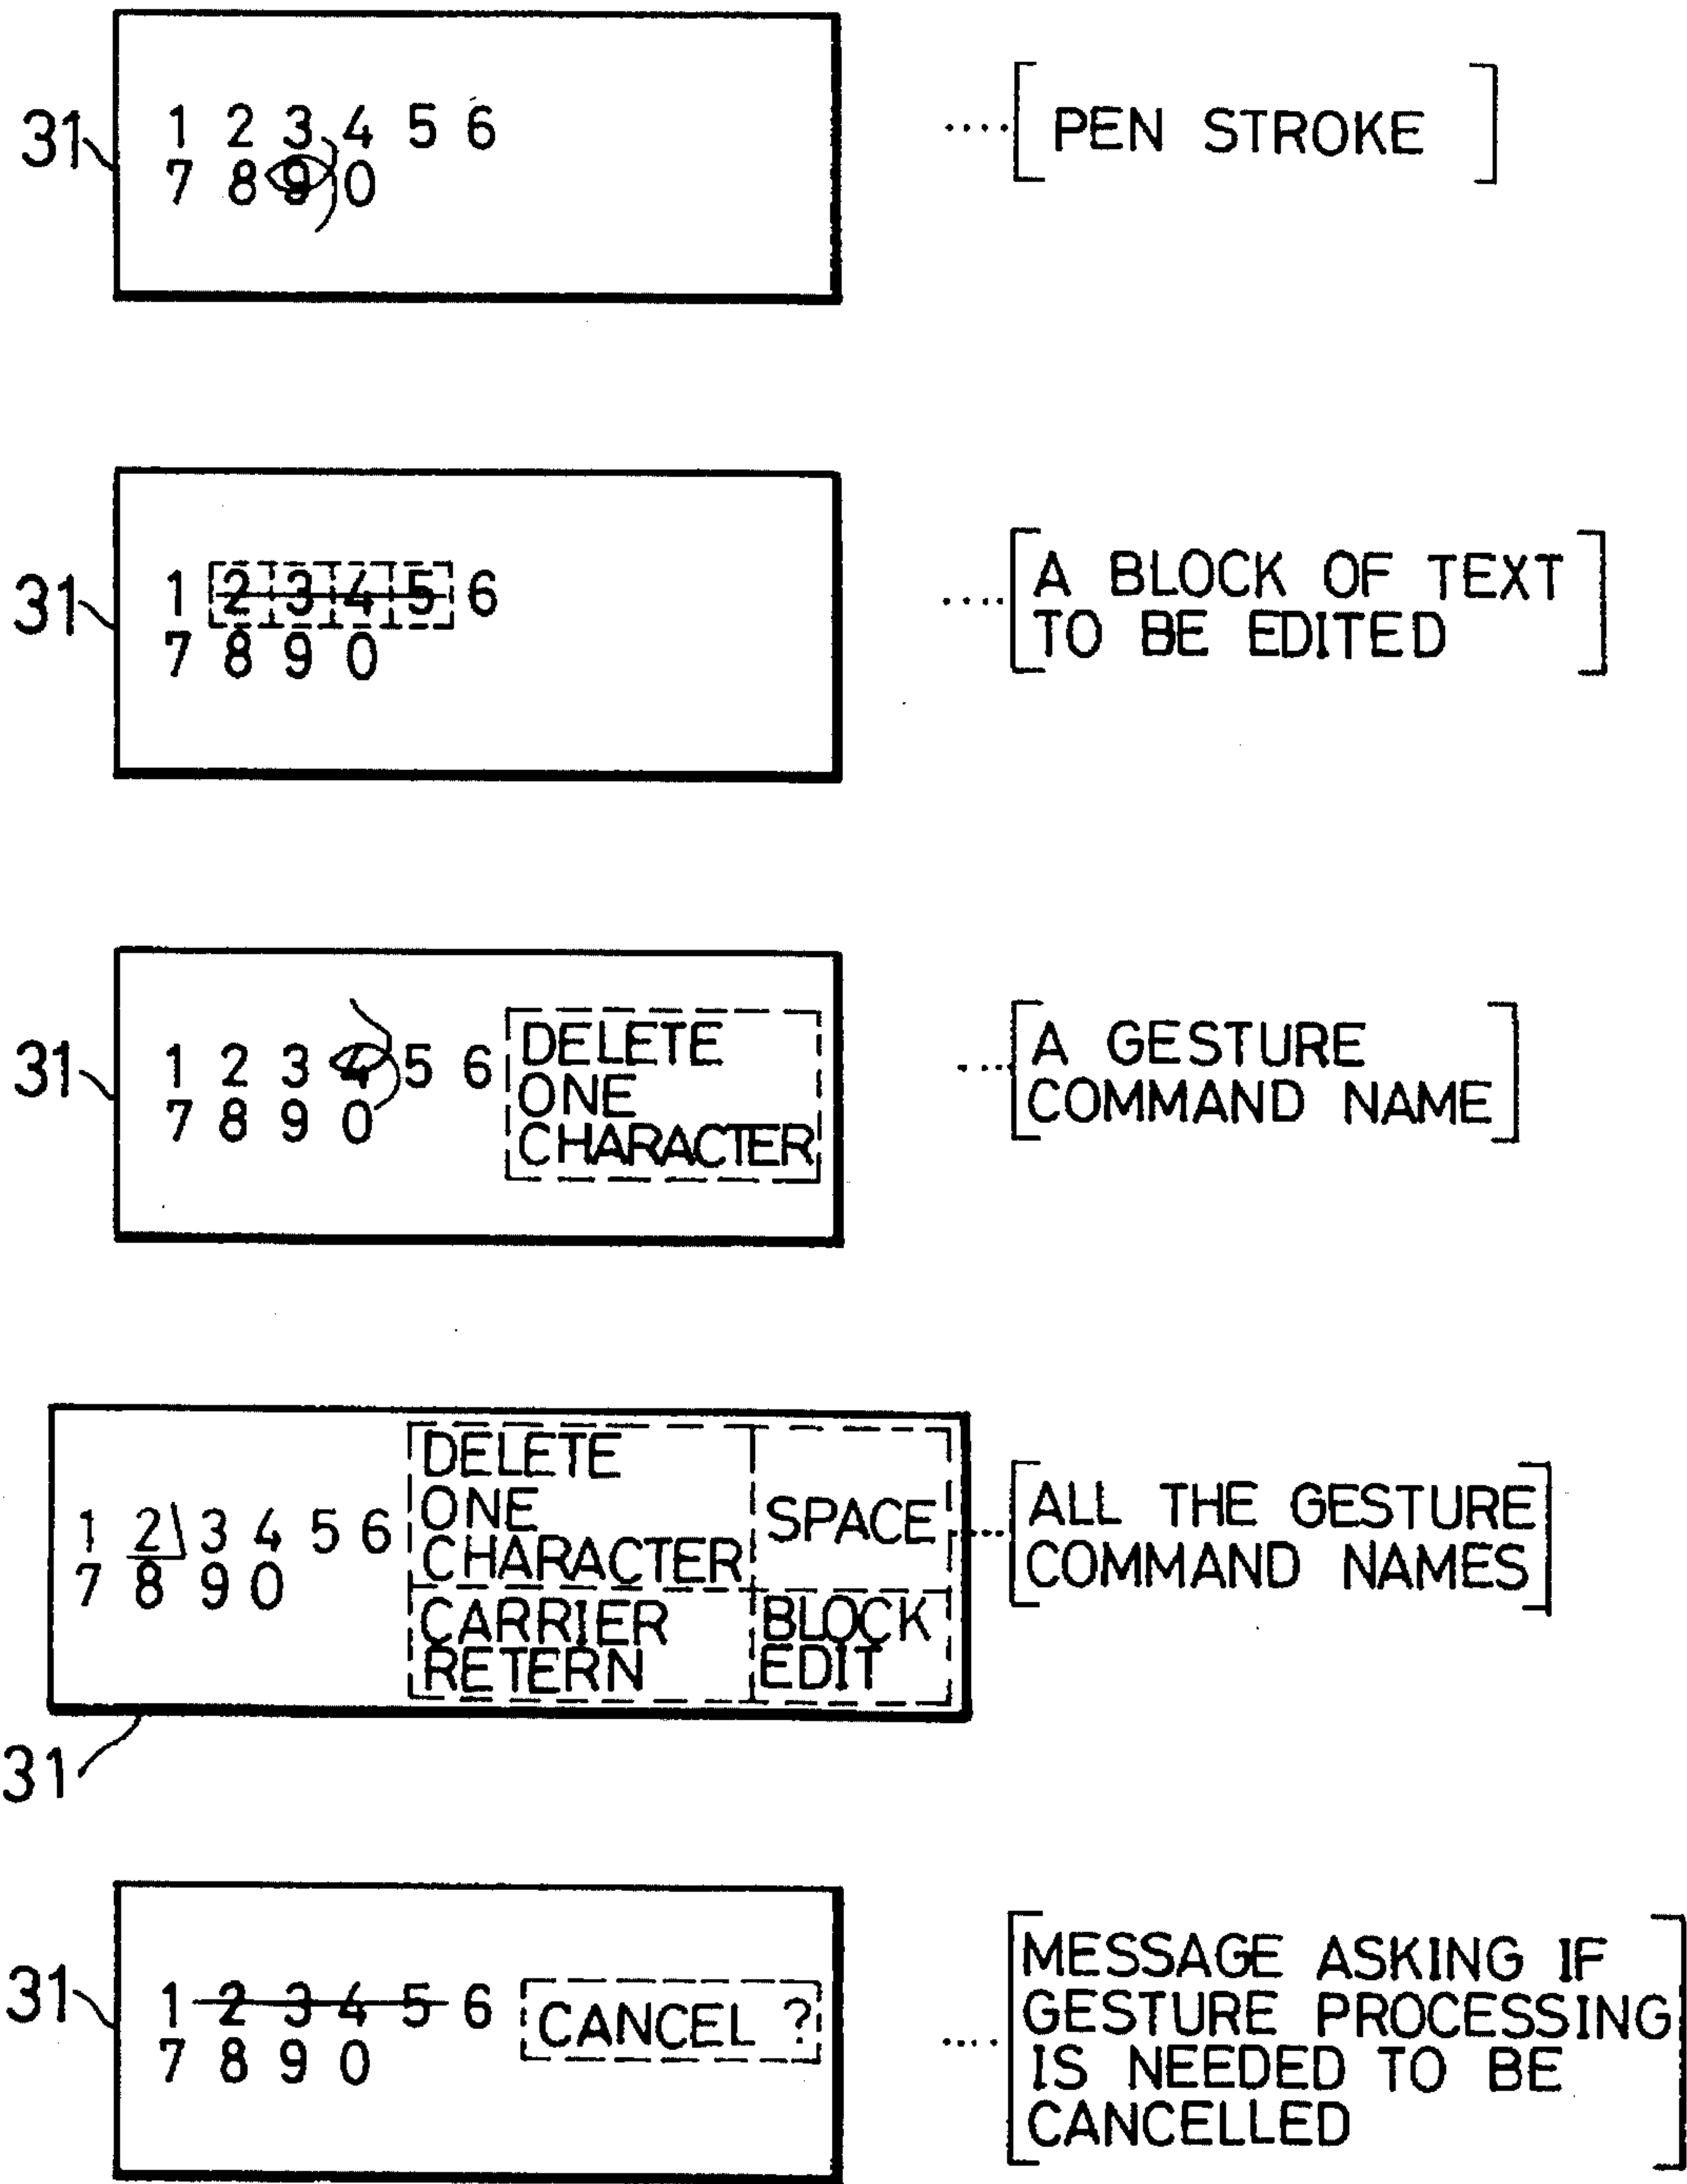 31
1 2 3 4 5 6
7 8 9 0
PEN STROKE
31
1 2 3 4 5 6
7 8 9 0
A BLOCK OF TEXT
TO BE EDITED
31
1 2 3 4 5 6
7 8 9 0
DELETE
ONE
CHARACTER
A GESTURE
COMMAND NAME
1 2 3 4 5 6
7 8 9 0
DELETE
ONE
CHARACTER
SPACE
CARRIER
RETERN
BLOCK
EDIT
31
ALL THE GESTURE
COMMAND NAMES
31
1 2 3 4 5 6
7 8 9 0
CANCEL ?
MESSAGE ASKING IF
GESTURE PROCESSING
IS NEEDED TO BE
CANCELLED